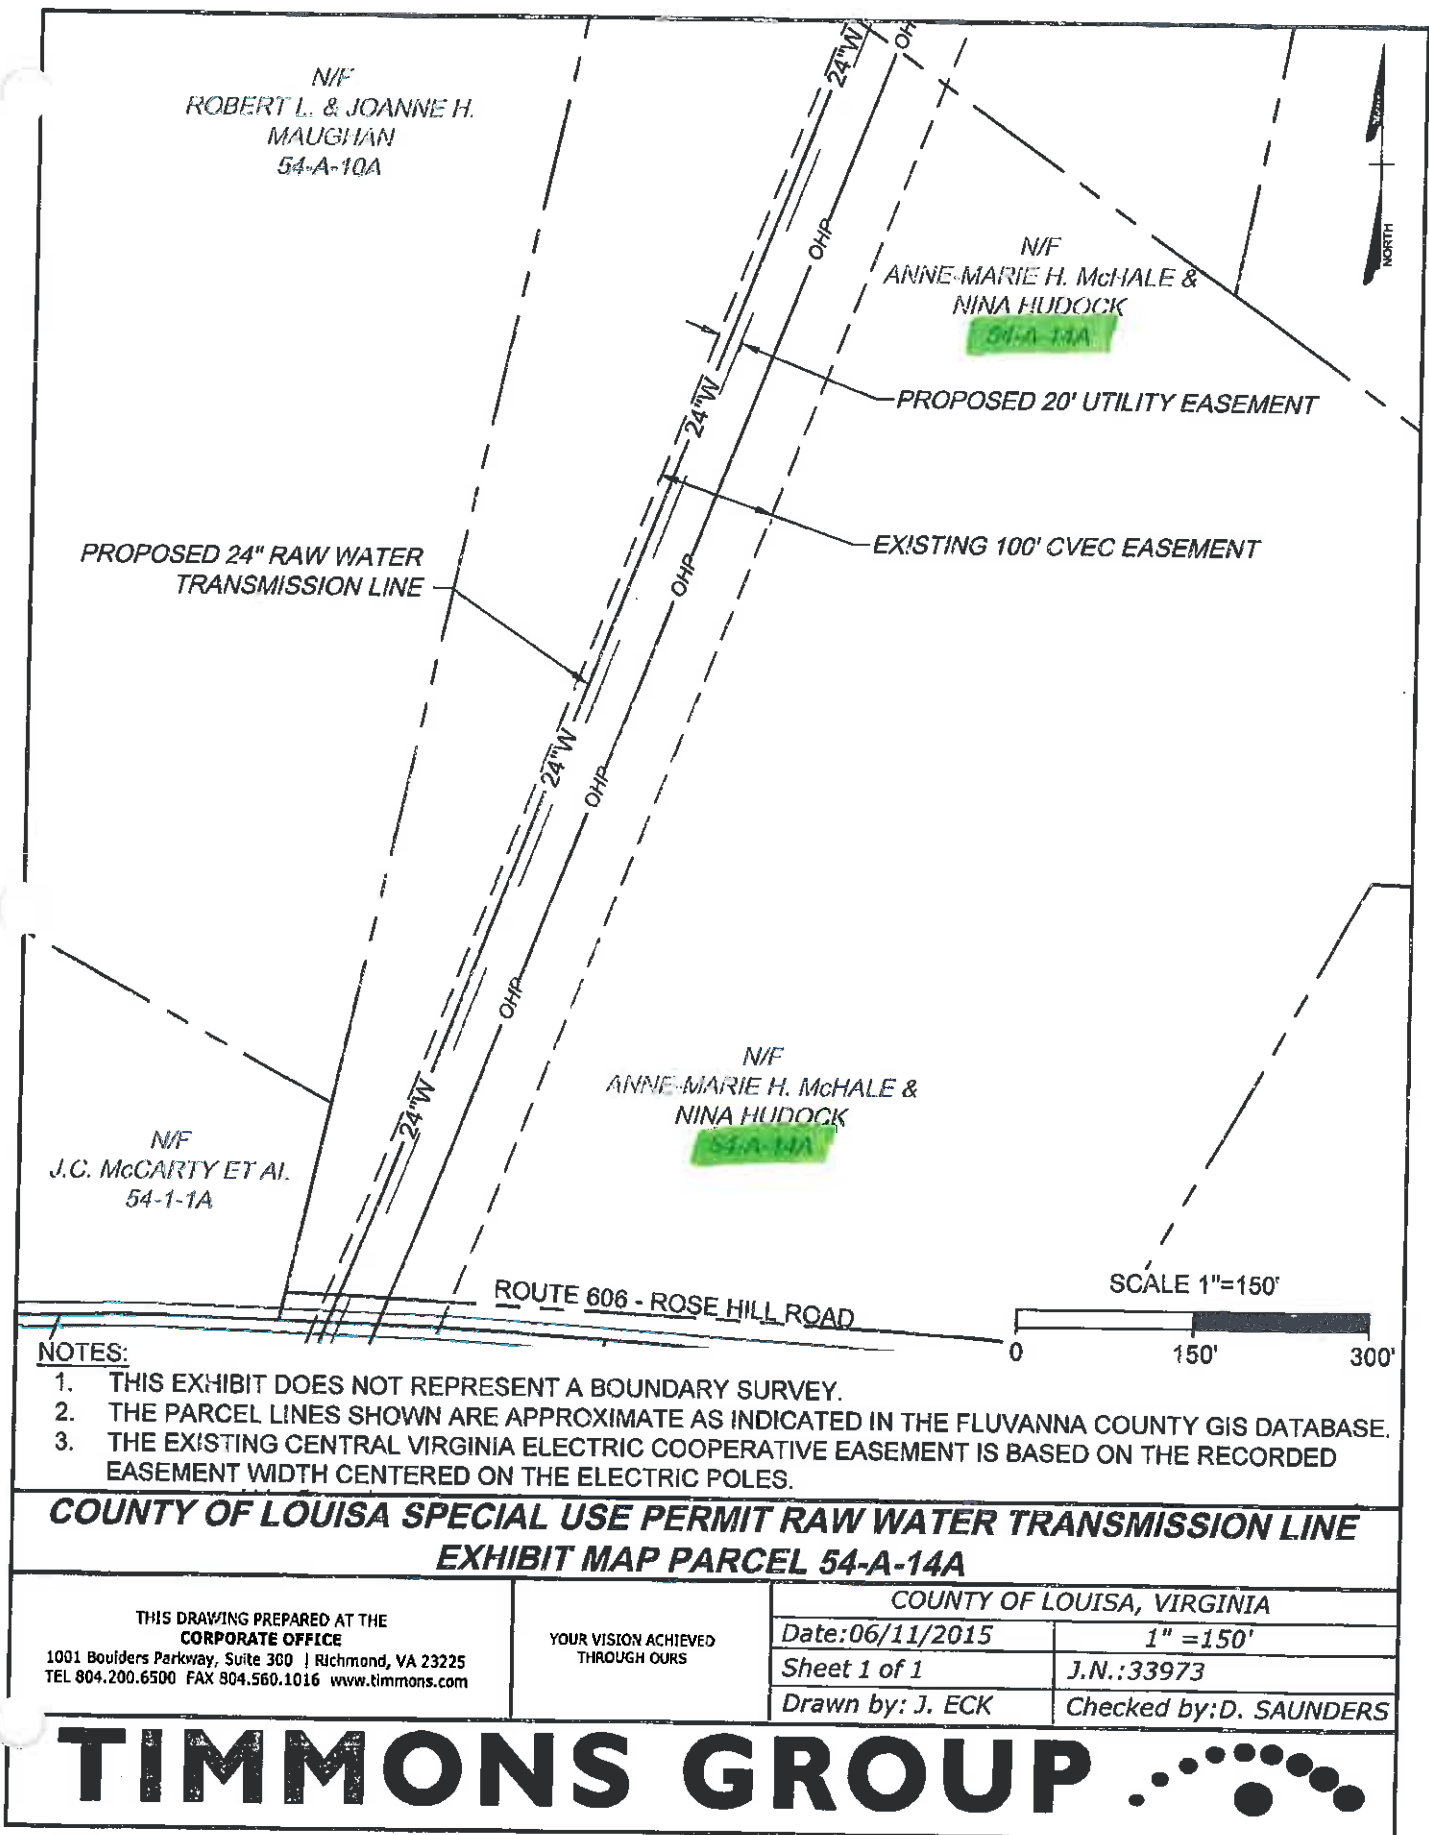 N/F
ROBERT L. & JOANNE H.
MAUGHAN
54-A-10A
24"W
OH
NORTH
OHP
N/F
ANNE-MARIE H. McHALE &
NINA HUDOCK
54-A-14A
24"W
PROPOSED 20' UTILITY EASEMENT
EXISTING 100' CVEC EASEMENT
PROPOSED 24" RAW WATER
TRANSMISSION LINE
OHP
24"W
OHP
OHP
24"W
N/F
ANNE-MARIE H. McHALE &
NINA HUDOCK
54-A-14A
N/F
J.C. McCARTY ET AL.
54-1-1A
ROUTE 606 - ROSE HILL ROAD
SCALE 1"=150'
0 150' 300'
NOTES:
1. THIS EXHIBIT DOES NOT REPRESENT A BOUNDARY SURVEY.
2. THE PARCEL LINES SHOWN ARE APPROXIMATE AS INDICATED IN THE FLUVANNA COUNTY GIS DATABASE.
3. THE EXISTING CENTRAL VIRGINIA ELECTRIC COOPERATIVE EASEMENT IS BASED ON THE RECORDED
EASEMENT WIDTH CENTERED ON THE ELECTRIC POLES.
COUNTY OF LOUISA SPECIAL USE PERMIT RAW WATER TRANSMISSION LINE
EXHIBIT MAP PARCEL 54-A-14A
THIS DRAWING PREPARED AT THE
CORPORATE OFFICE
1001 Boulders Parkway, Suite 300 | Richmond, VA 23225
TEL 804.200.6500 FAX 804.560.1016 www.timmons.com
YOUR VISION ACHIEVED
THROUGH OURS
COUNTY OF LOUISA, VIRGINIA
Date:06/11/2015
1" =150'
Sheet 1 of 1
J.N.:33973
Drawn by: J. ECK
Checked by:D. SAUNDERS
TIMMONS GROUP